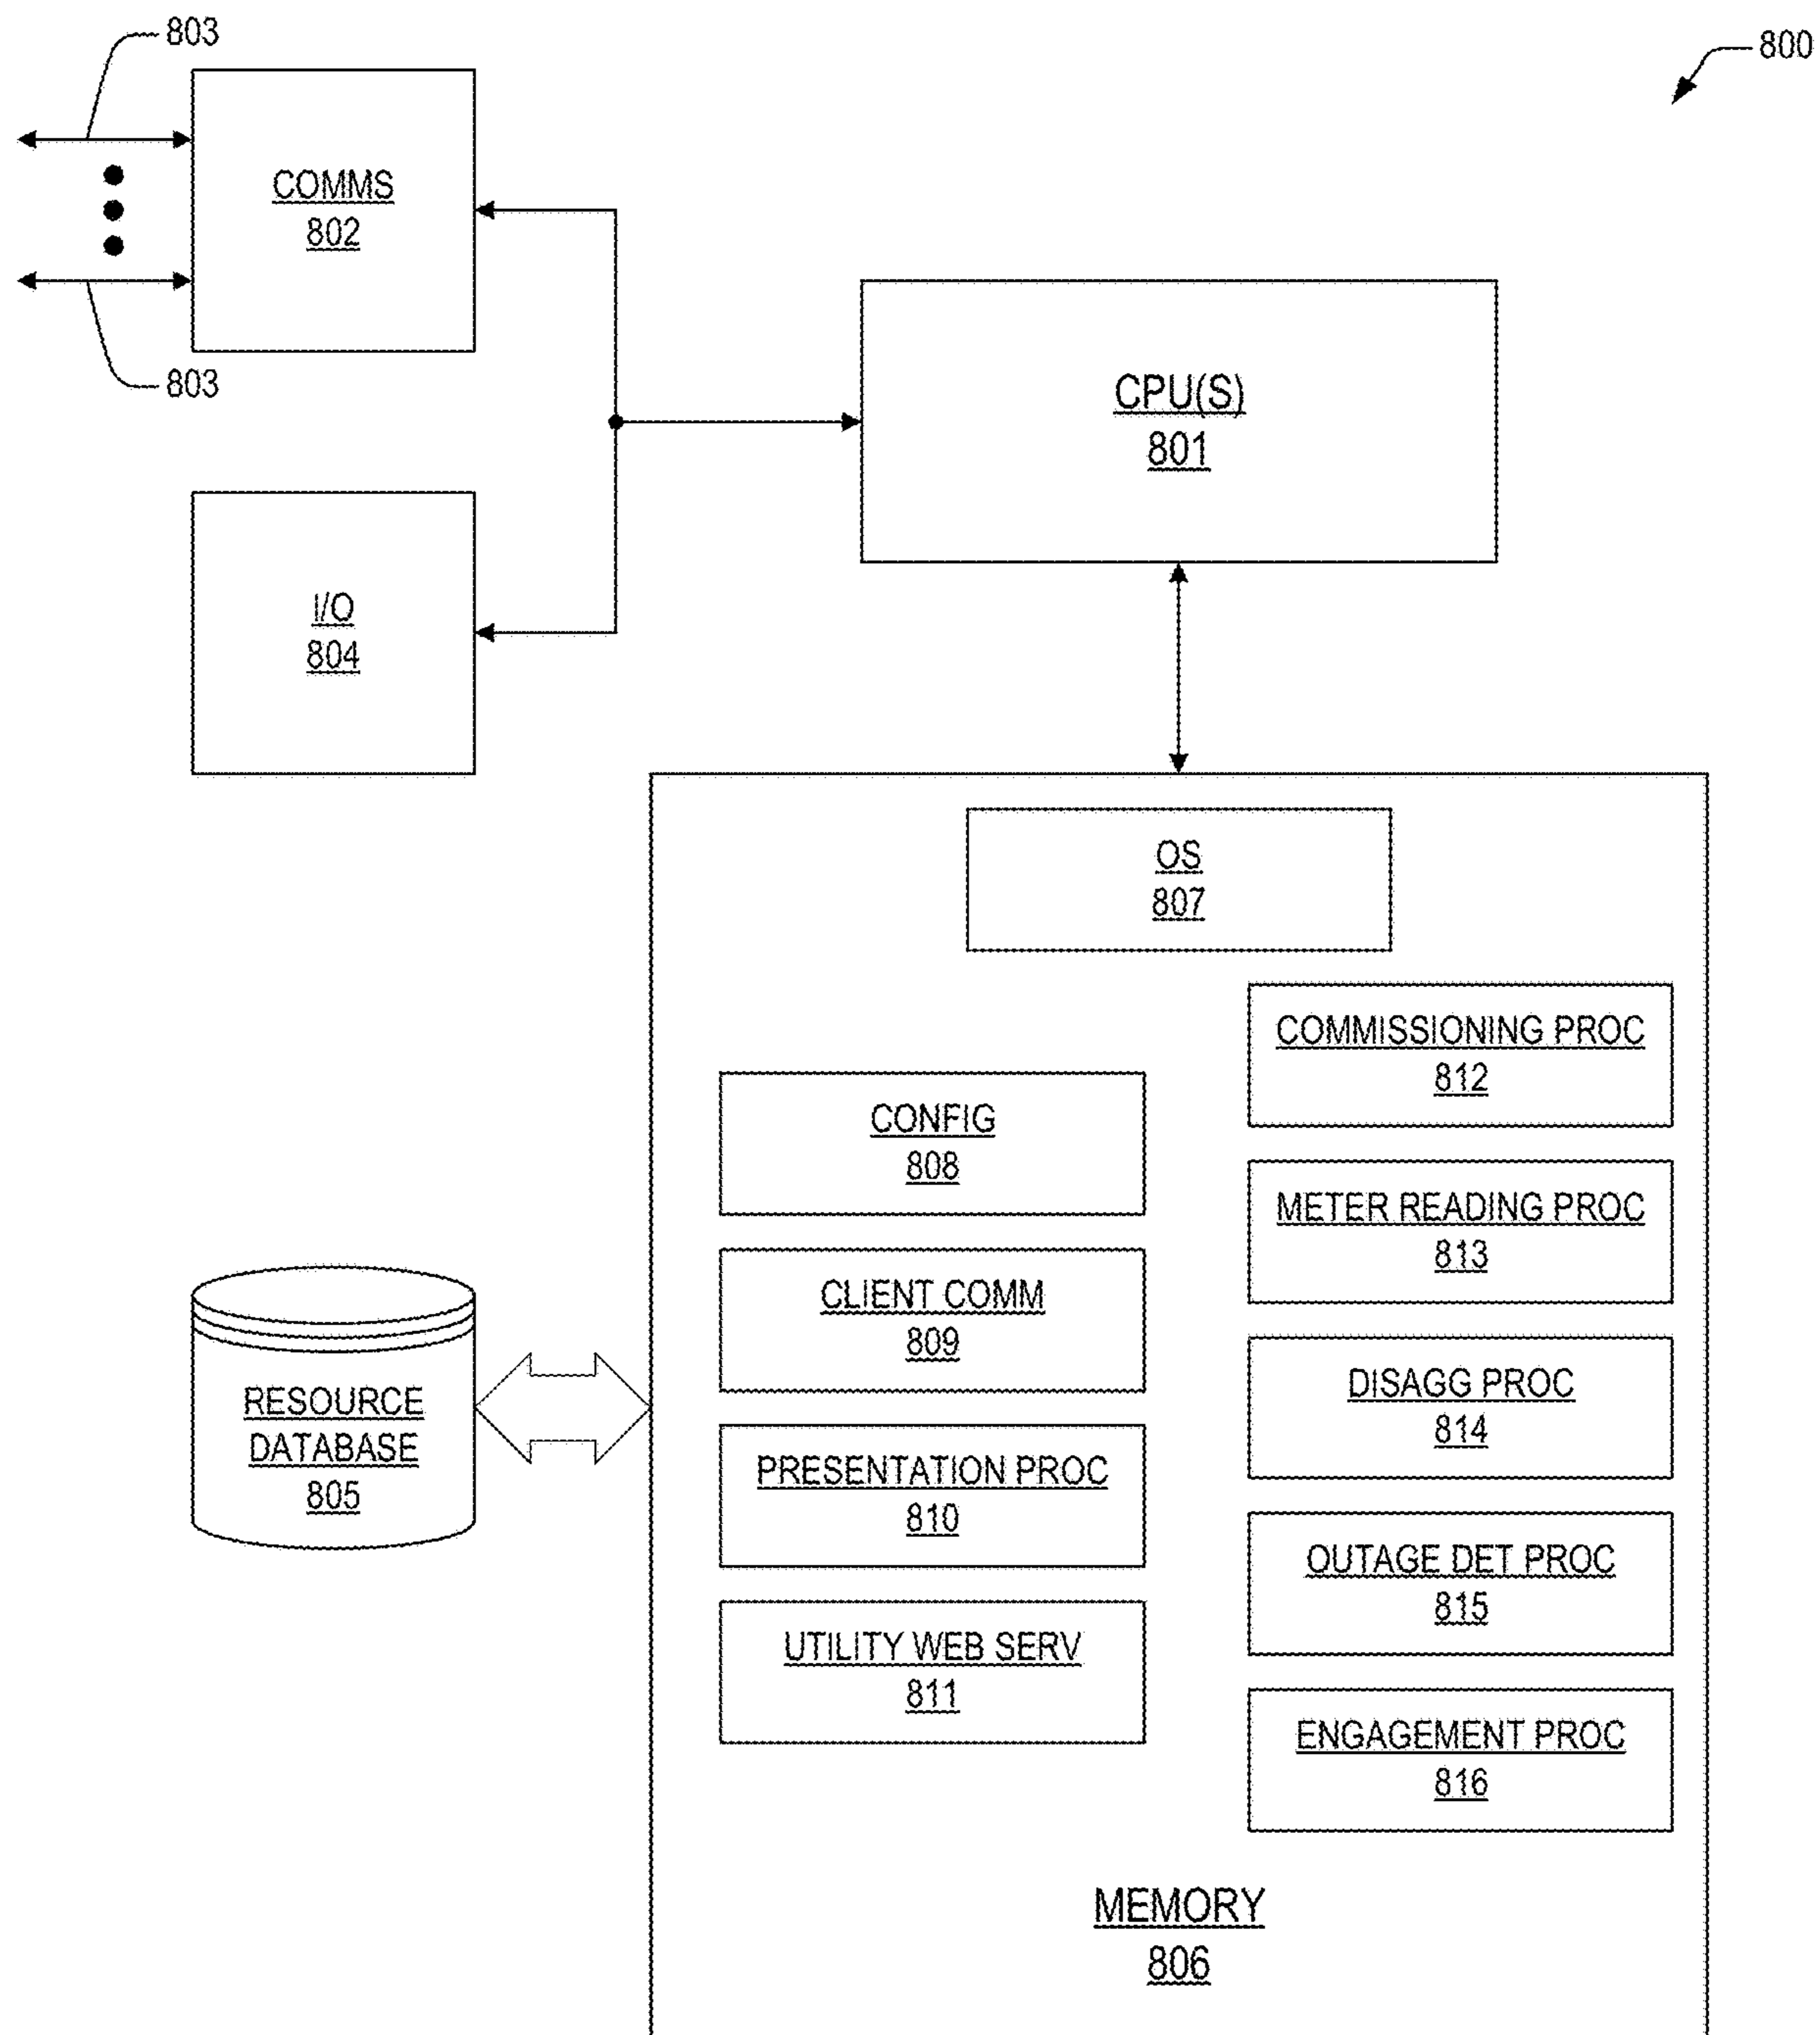 803
800
COMMS
802
803
CPU(S)
801
I/O
804
OS
807
COMMISSIONING PROC
812
CONFIG
808
METER READING PROC
813
CLIENT COMM
809
DISAGG PROC
814
RESOURCE
DATABASE
805
PRESENTATION PROC
810
OUTAGE DET PROC
815
UTILITY WEB SERV
811
ENGAGEMENT PROC
816
MEMORY
806